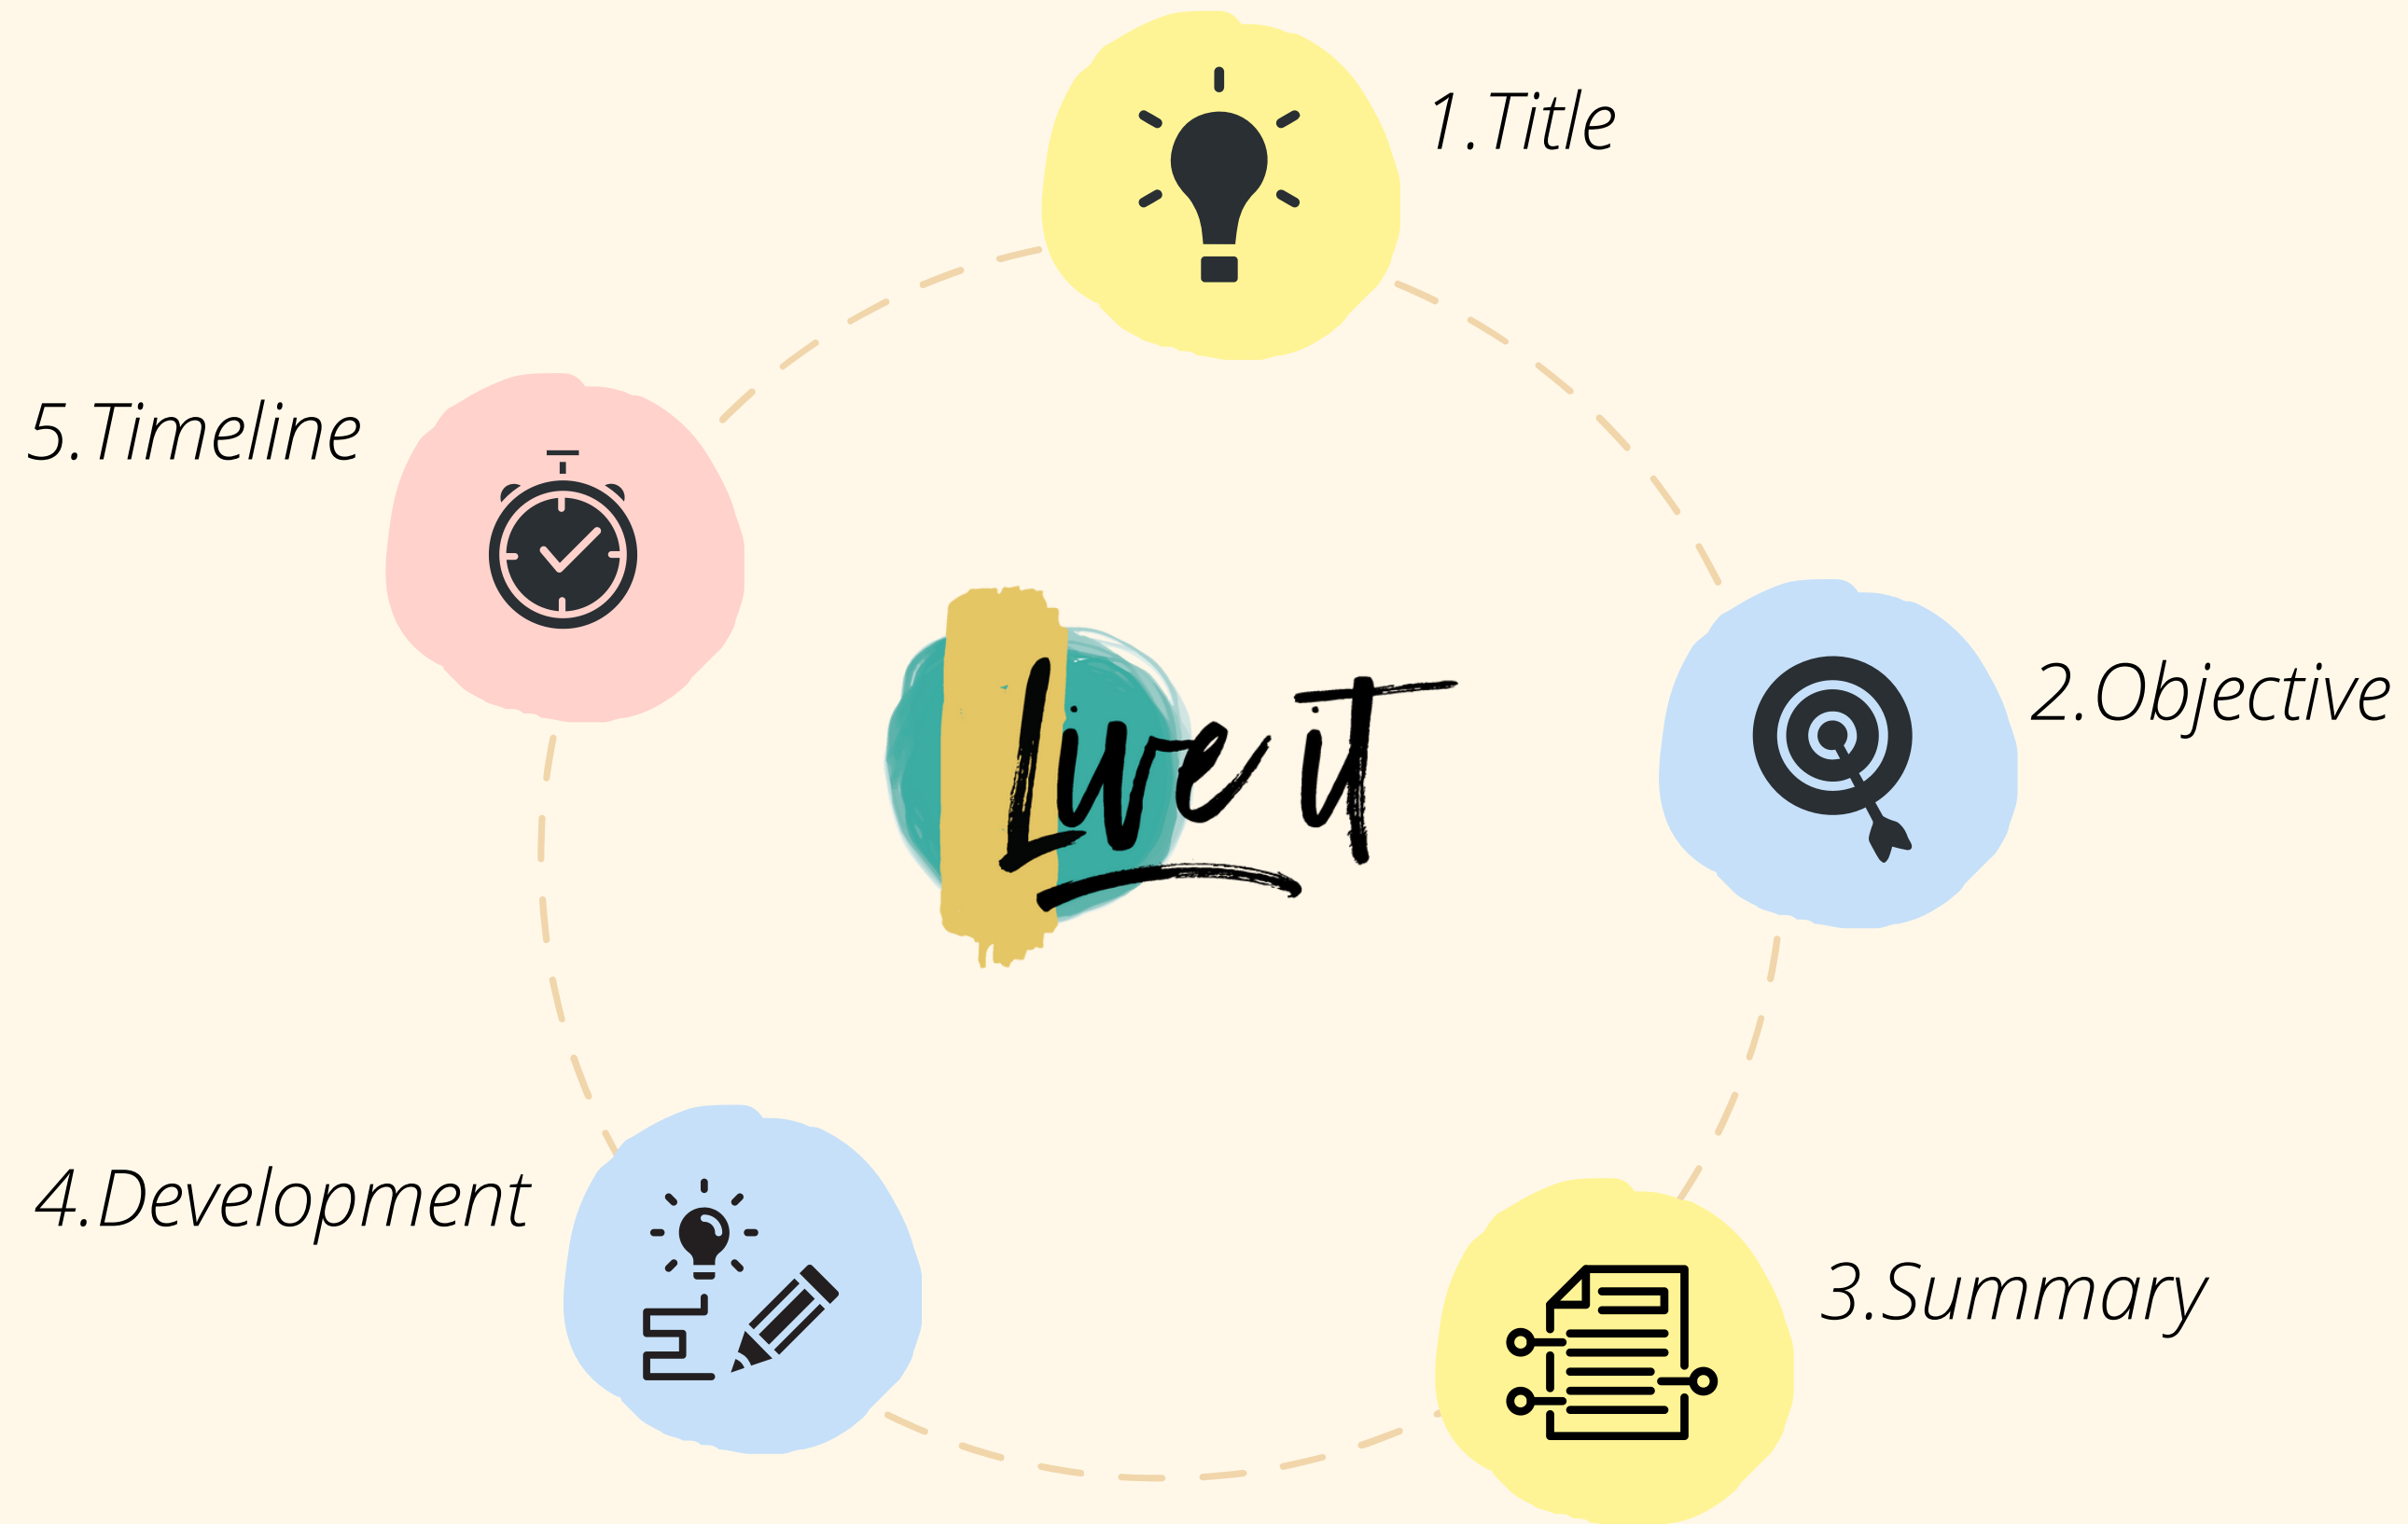 1.Title
2.Objective
3.Summary
4.Development
5.Timeline
Live it